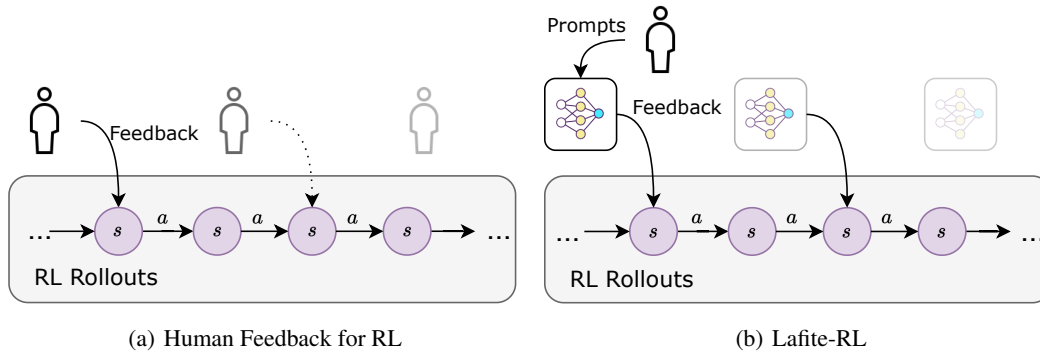 Feedback
... s a s a s a s ...
RL Rollouts
(a) Human Feedback for RL
Prompts
Feedback
... s a s a s a s ...
RL Rollouts
(b) Lafite-RL